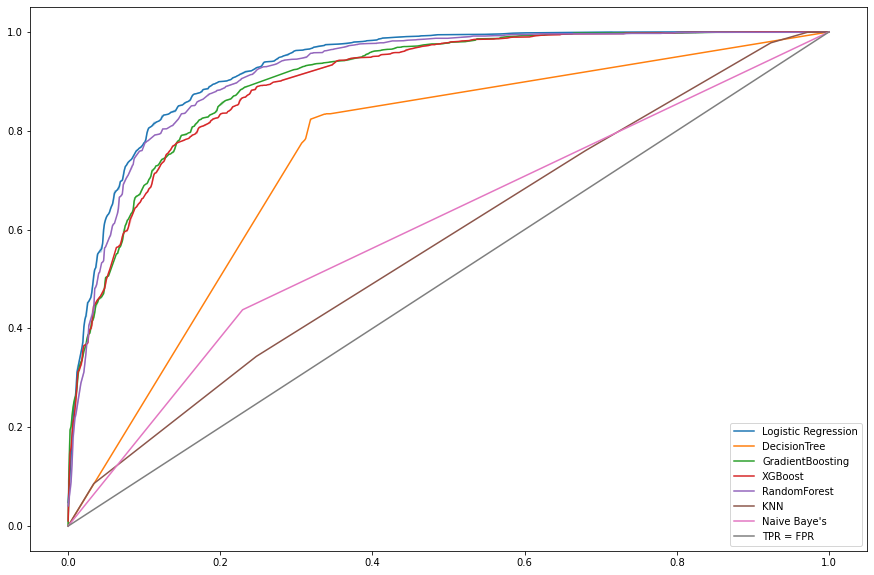 1.0
0.8
0.6
0.4
0.2
0.0
0.0 0.2 0.4 0.6 0.8 1.0
Logistic Regression
DecisionTree
GradientBoosting
XGBoost
RandomForest
KNN
Naive Baye's
TPR = FPR